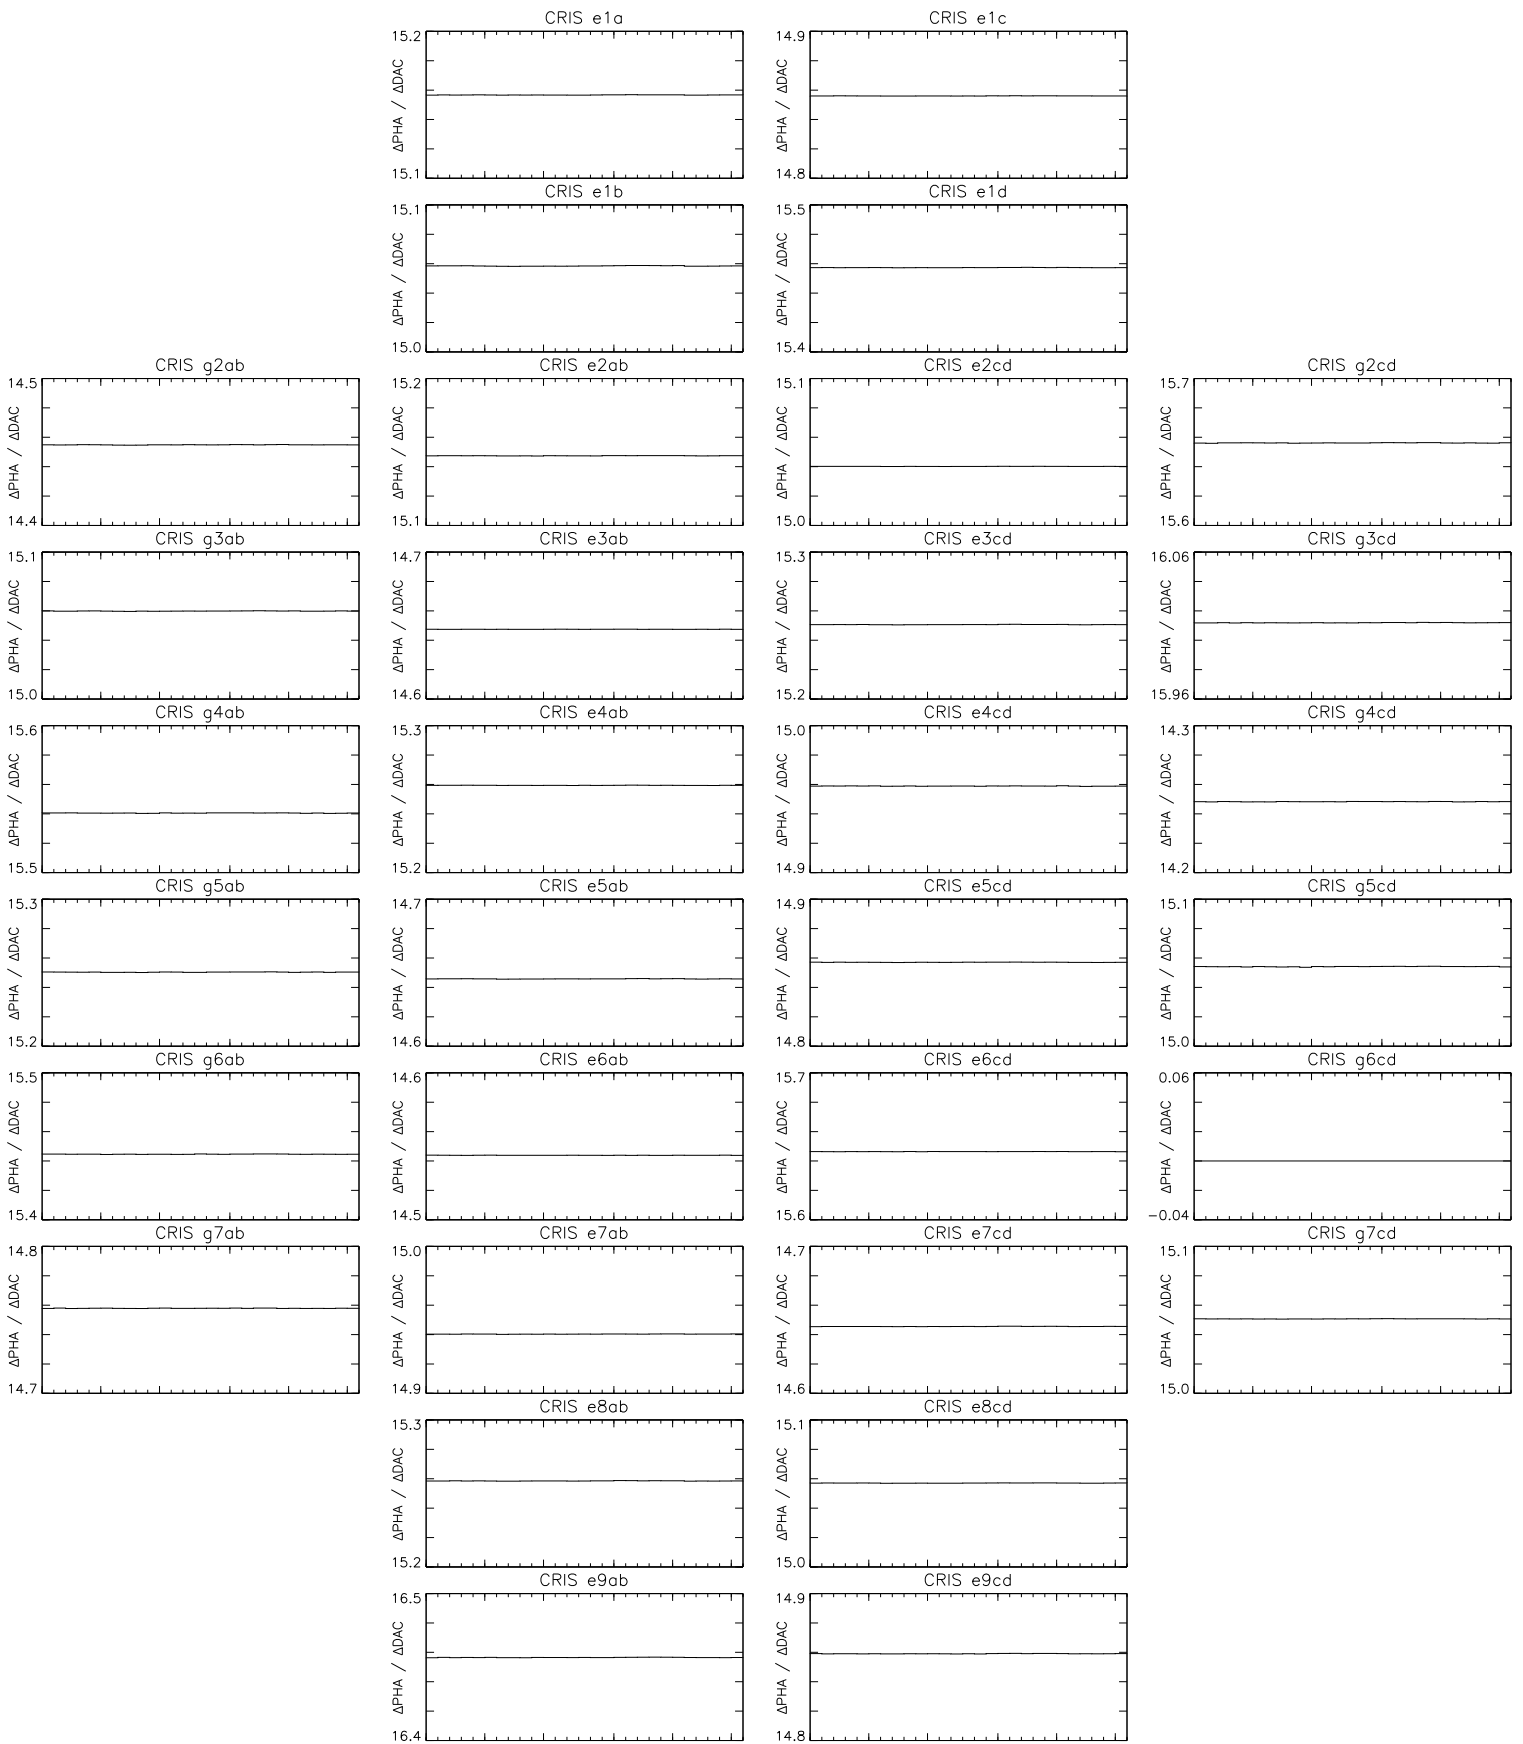 CRIS e1a
15.2
ΔPHA / ΔDAC
15.1
CRIS e1c
14.9
ΔPHA / ΔDAC
14.8
CRIS e1b
15.1
ΔPHA / ΔDAC
15.0
CRIS e1d
15.5
ΔPHA / ΔDAC
15.4
CRIS g2ab
14.5
ΔPHA / ΔDAC
14.4
CRIS e2ab
15.2
ΔPHA / ΔDAC
15.1
CRIS e2cd
15.1
ΔPHA / ΔDAC
15.0
CRIS g2cd
15.7
ΔPHA / ΔDAC
15.6
CRIS g3ab
15.1
ΔPHA / ΔDAC
15.0
CRIS e3ab
14.7
ΔPHA / ΔDAC
14.6
CRIS e3cd
15.3
ΔPHA / ΔDAC
15.2
CRIS g3cd
16.06
ΔPHA / ΔDAC
15.96
CRIS g4ab
15.6
ΔPHA / ΔDAC
15.5
CRIS e4ab
15.3
ΔPHA / ΔDAC
15.2
CRIS e4cd
15.0
ΔPHA / ΔDAC
14.9
CRIS g4cd
14.3
ΔPHA / ΔDAC
14.2
CRIS g5ab
15.3
ΔPHA / ΔDAC
15.2
CRIS e5ab
14.7
ΔPHA / ΔDAC
14.6
CRIS e5cd
14.9
ΔPHA / ΔDAC
14.8
CRIS g5cd
15.1
ΔPHA / ΔDAC
15.0
CRIS g6ab
15.5
ΔPHA / ΔDAC
15.4
CRIS e6ab
14.6
ΔPHA / ΔDAC
14.5
CRIS e6cd
15.7
ΔPHA / ΔDAC
15.6
CRIS g6cd
0.06
ΔPHA / ΔDAC
−0.04
CRIS g7ab
14.8
ΔPHA / ΔDAC
14.7
CRIS e7ab
15.0
ΔPHA / ΔDAC
14.9
CRIS e7cd
14.7
ΔPHA / ΔDAC
14.6
CRIS g7cd
15.1
ΔPHA / ΔDAC
15.0
CRIS e8ab
15.3
ΔPHA / ΔDAC
15.2
CRIS e8cd
15.1
ΔPHA / ΔDAC
15.0
CRIS e9ab
16.5
ΔPHA / ΔDAC
16.4
CRIS e9cd
14.9
ΔPHA / ΔDAC
14.8